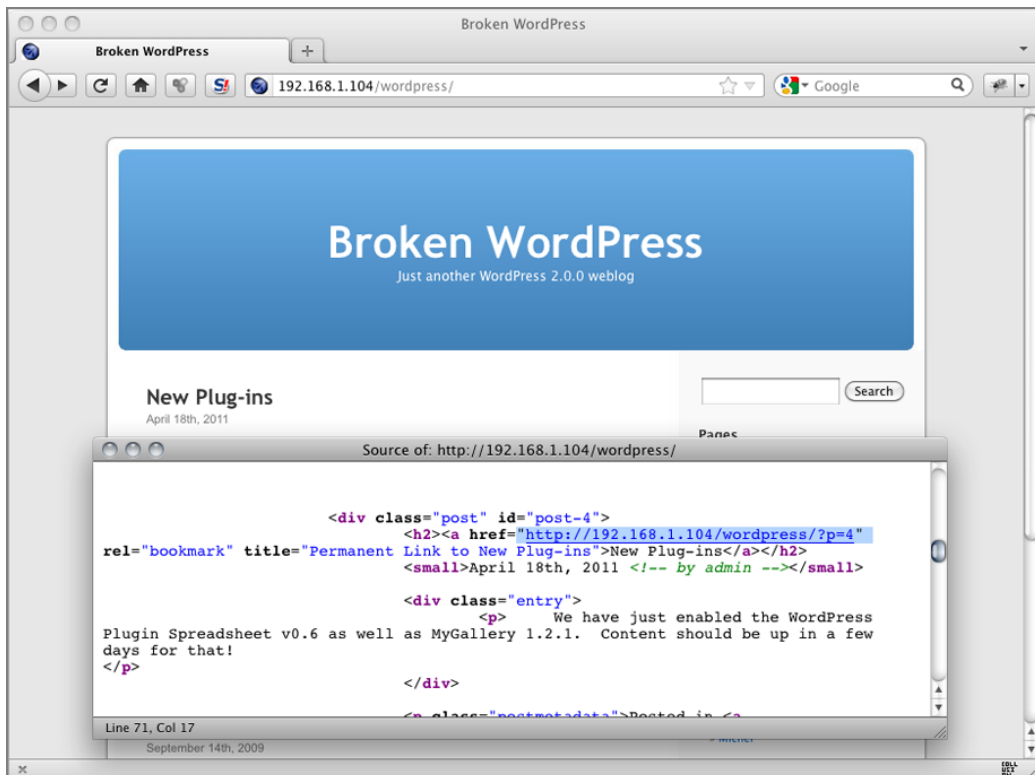 Broken WordPress
Broken WordPress
192.168.1.104/wordpress/
Google
Broken WordPress
Just another WordPress 2.0.0 weblog
New Plug-ins
April 18th, 2011
Search
Pages
Source of: http://192.168.1.104/wordpress/
<div class="post" id="post-4">
<h2><a href="http://192.168.1.104/wordpress/?p=4"
rel="bookmark" title="Permanent Link to New Plug-ins">New Plug-ins</a></h2>
<small>April 18th, 2011 <!-- by admin --></small>
<div class="entry">
<p> We have just enabled the WordPress
Plugin Spreadsheet v0.6 as well as MyGallery 1.2.1. Content should be up in a few
days for that!
</p>
</div>
<p class="postmetadata">Posted in <a
Line 71, Col 17
September 14th, 2009
» Michel